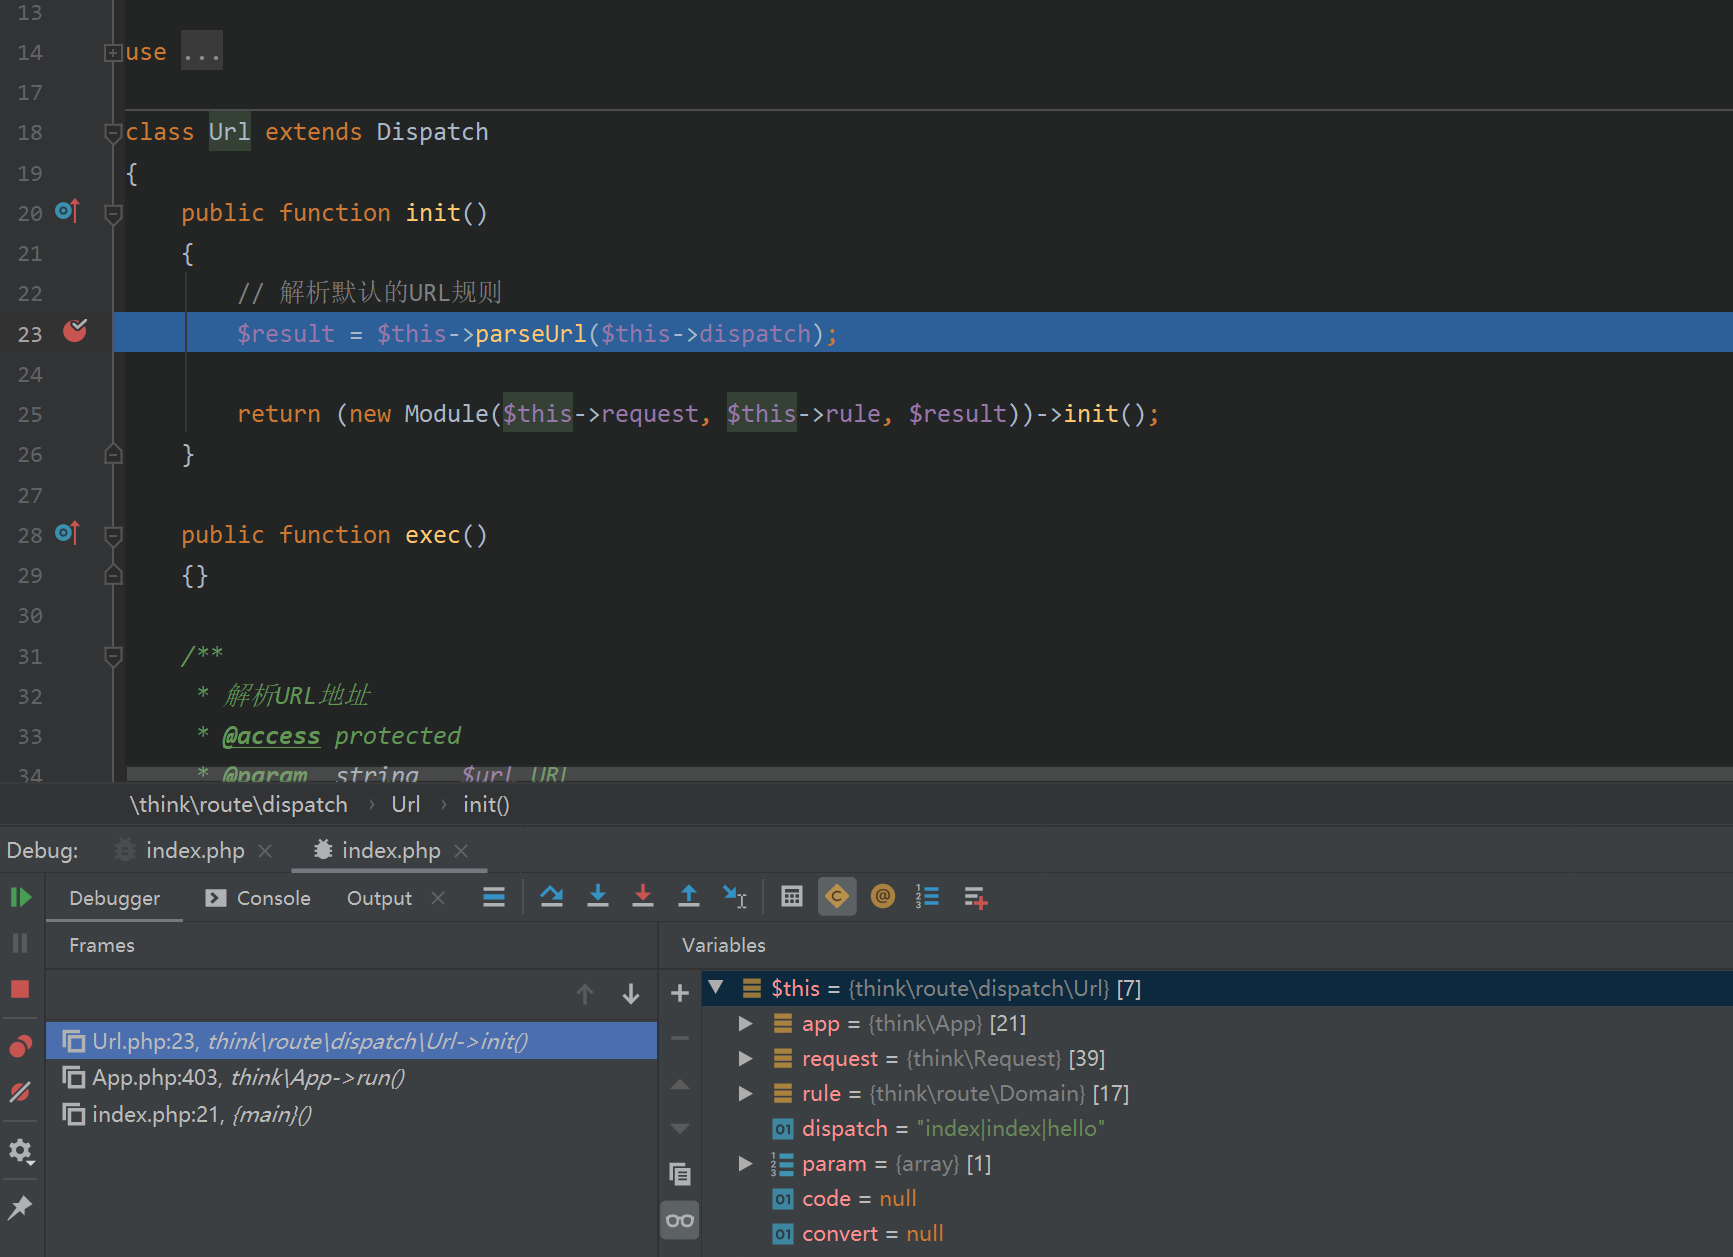 13
14 use ...
17
18 class Url extends Dispatch
19 {
20 public function init()
21 {
22 // 解析默认的URL规则
23 $result = $this->parseUrl($this->dispatch);
24
25 return (new Module($this->request, $this->rule, $result))->init();
26 }
27
28 public function exec()
29 {}
30
31 /**
32 * 解析URL地址
33 * @access protected
34 * @param string $url URL
\think\route\dispatch › Url › init()
Debug: index.php index.php
Debugger Console Output
Frames
Url.php:23, think\route\dispatch\Url->init()
App.php:403, think\App->run()
index.php:21, {main}()
Variables
$this = {think\route\dispatch\Url} [7]
app = {think\App} [21]
request = {think\Request} [39]
rule = {think\route\Domain} [17]
01 dispatch = "index|index|hello"
param = {array} [1]
01 code = null
01 convert = null